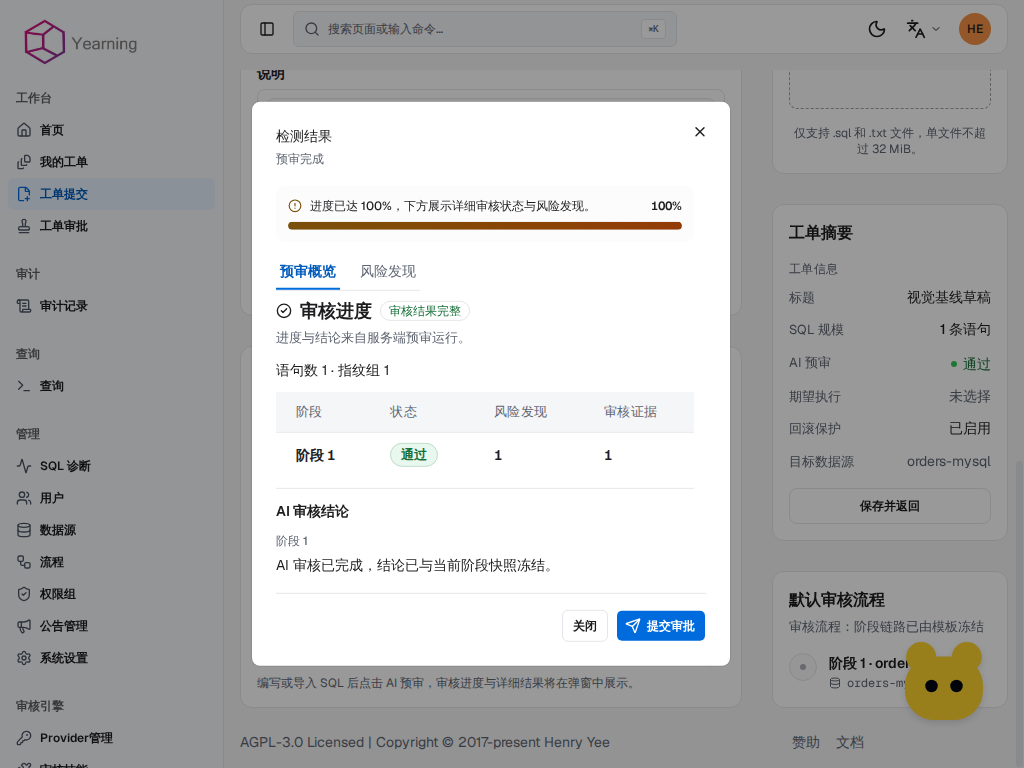 Yearning
工作台
首页
我的工单
工单提交
工单审批
审计
审计记录
查询
查询
管理
SQL 诊断
用户
数据源
流程
权限组
公告管理
系统设置
审核引擎
Provider管理
搜索页面或输入命令...
⌘K
HE
说明
检测结果
预审完成
进度已达 100%，下方展示详细审核状态与风险发现。
100%
预审概览
风险发现
审核进度
审核结果完整
进度与结论来自服务端预审运行。
语句数 1 · 指纹组 1
阶段 状态 风险发现 审核证据
阶段 1 通过 1 1
AI 审核结论
阶段 1
AI 审核已完成，结论已与当前阶段快照冻结。
关闭
提交审批
编写或导入 SQL 后点击 AI 预审，审核进度与详细结果将在弹窗中展示。
仅支持 .sql 和 .txt 文件，单文件不超
过 32 MiB。
工单摘要
工单信息
标题 视觉基线草稿
SQL 规模 1 条语句
AI 预审 通过
期望执行 未选择
回滚保护 已启用
目标数据源 orders-mysql
保存并返回
默认审核流程
审核流程：阶段链路已由模板冻结
阶段 1 · order
orders-my
AGPL-3.0 Licensed | Copyright © 2017-present Henry Yee
赞助
文档